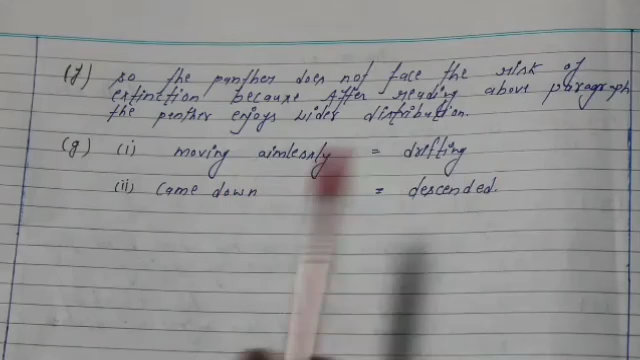 (f) so the panther does not face the risk of
extinction because After reading above paragraph
the panther enjoys wider distribution.
(g) (i) moving aimlessly = drifting
(ii) Came down = descended.